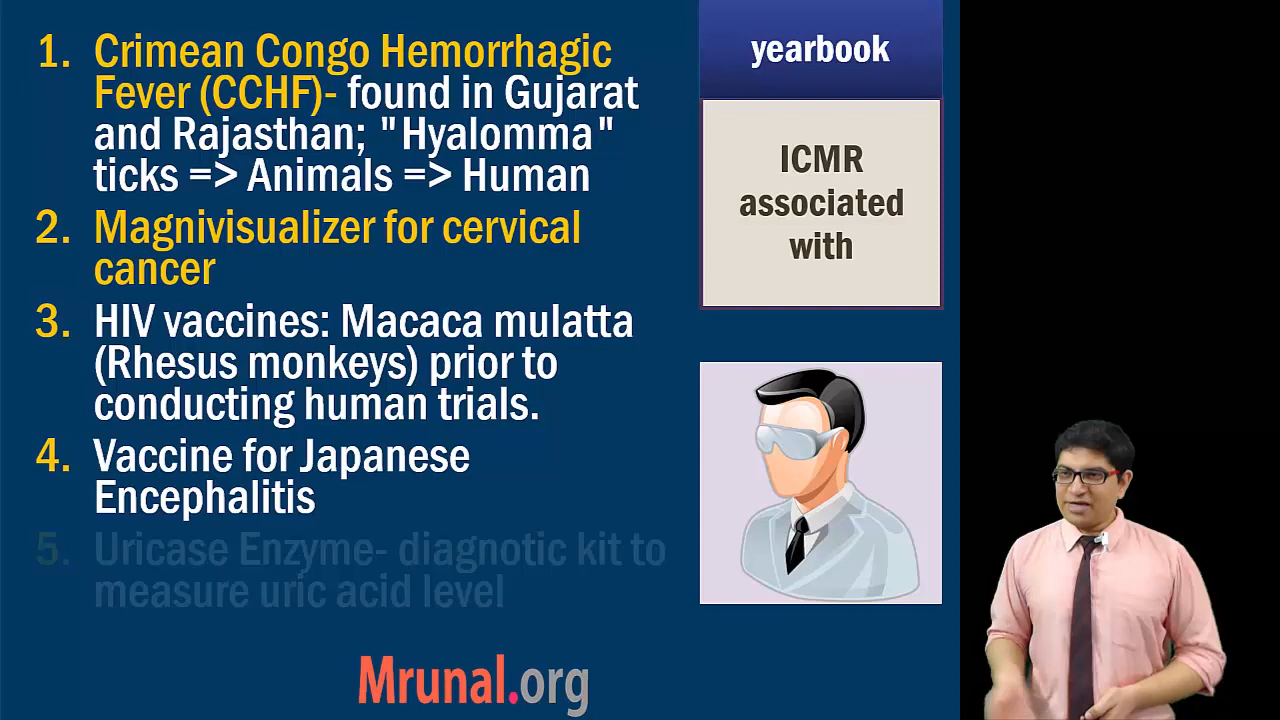 1. Crimean Congo Hemorrhagic
Fever (CCHF)- found in Gujarat
and Rajasthan; "Hyalomma"
ticks => Animals => Human
2. Magnivisualizer for cervical
cancer
3. HIV vaccines: Macaca mulatta
(Rhesus monkeys) prior to
conducting human trials.
4. Vaccine for Japanese
Encephalitis
5. Uricase Enzyme- diagnotic kit to
measure uric acid level
yearbook
ICMR
associated
with
Mrunal.org